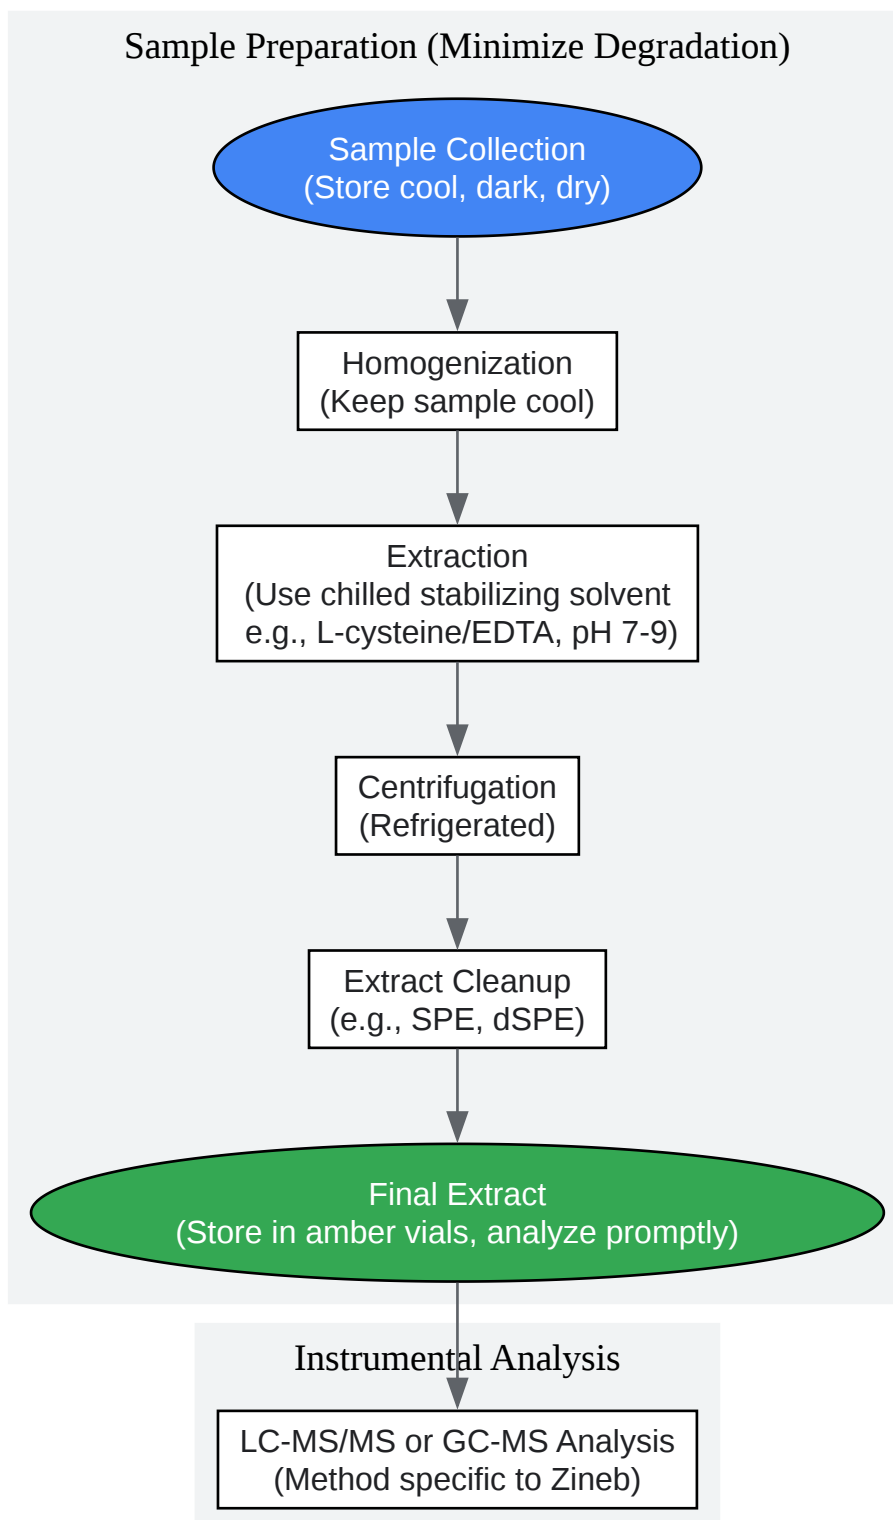 Sample Preparation (Minimize Degradation)
Sample Collection
(Store cool, dark, dry)
Homogenization
(Keep sample cool)
Extraction
(Use chilled stabilizing solvent
e.g., L-cysteine/EDTA, pH 7-9)
Centrifugation
(Refrigerated)
Extract Cleanup
(e.g., SPE, dSPE)
Final Extract
(Store in amber vials, analyze promptly)
Instrumental Analysis
LC-MS/MS or GC-MS Analysis
(Method specific to Zineb)